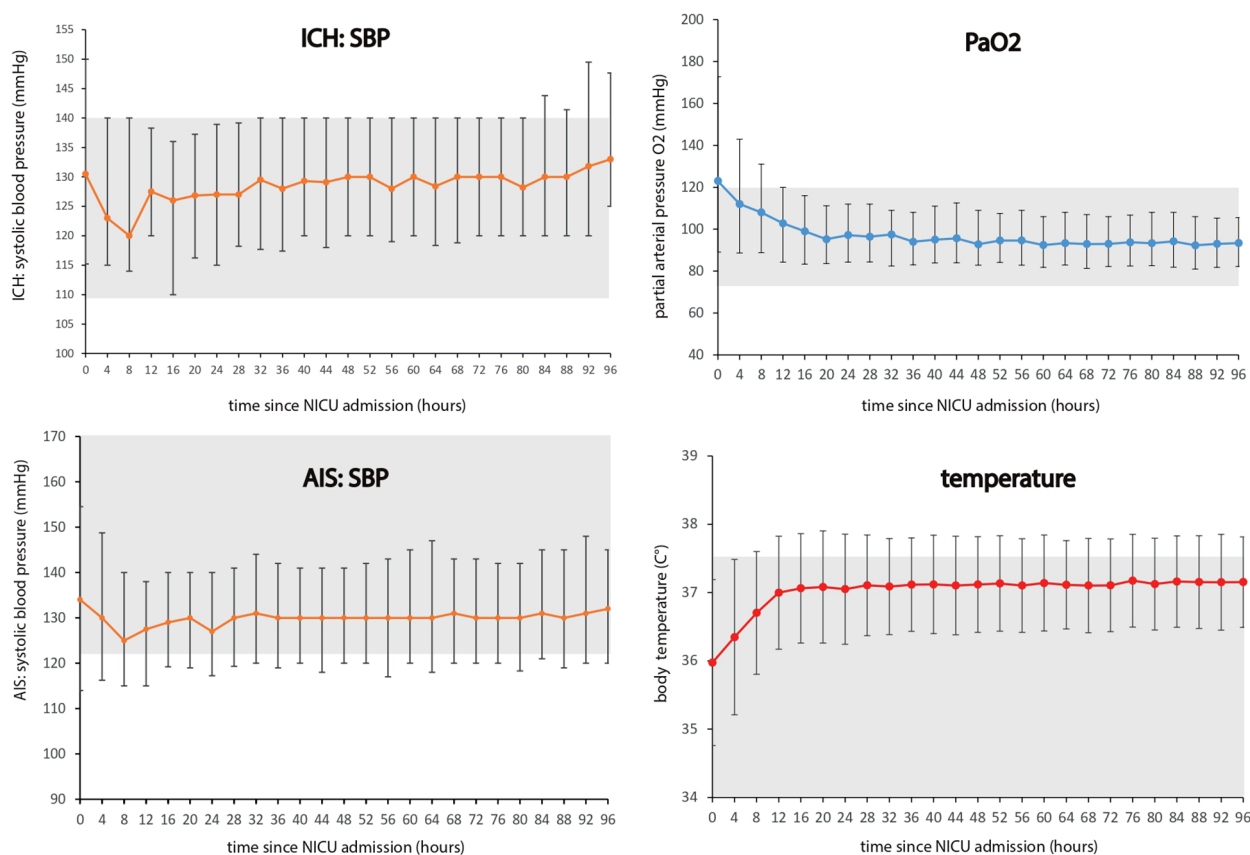 ICH: SBP
ICH: systolic blood pressure (mmHg)
155
150
145
140
135
130
125
120
115
110
105
100
0 4 8 12 16 20 24 28 32 36 40 44 48 52 56 60 64 68 72 76 80 84 88 92 96
time since NICU admission (hours)
PaO2
partial arterial pressure O2 (mmHg)
200
180
160
140
120
100
80
60
40
0 4 8 12 16 20 24 28 32 36 40 44 48 52 56 60 64 68 72 76 80 84 88 92 96
time since NICU admission (hours)
AIS: SBP
AIS: systolic blood pressure (mmHg)
170
160
150
140
130
120
110
100
90
0 4 8 12 16 20 24 28 32 36 40 44 48 52 56 60 64 68 72 76 80 84 88 92 96
time since NICU admission (hours)
temperature
body temperature (C°)
39
38
37
36
35
34
0 4 8 12 16 20 24 28 32 36 40 44 48 52 56 60 64 68 72 76 80 84 88 92 96
time since NICU admission (hours)